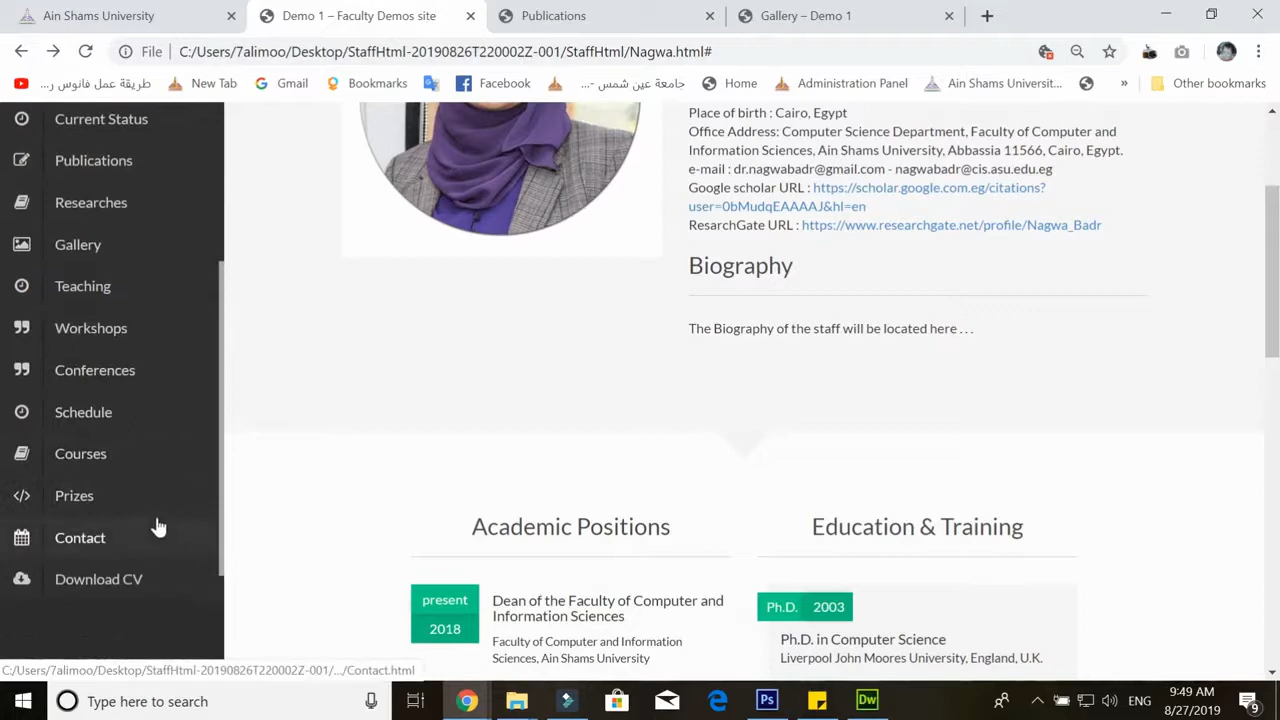 Ain Shams University
Demo 1 – Faculty Demos site
Publications
Gallery – Demo 1
File
C:/Users/7alimoo/Desktop/StaffHtml-20190826T220002Z-001/StaffHtml/Nagwa.html#
طريقة عمل فانوس ر...
New Tab
Gmail
Bookmarks
Facebook
جامعة عين شمس -...
Home
Administration Panel
Ain Shams Universit...
»
Other bookmarks
Current Status
Publications
Researches
Gallery
Teaching
Workshops
Conferences
Schedule
Courses
Prizes
Contact
Download CV
Place of birth : Cairo, Egypt
Office Address: Computer Science Department, Faculty of Computer and
Information Sciences, Ain Shams University, Abbassia 11566, Cairo, Egypt.
e-mail : dr.nagwabadr@gmail.com - nagwabadr@cis.asu.edu.eg
Google scholar URL : https://scholar.google.com.eg/citations?
user=0bMudqEAAAAJ&hl=en
ResarchGate URL : https://www.researchgate.net/profile/Nagwa_Badr
Biography
The Biography of the staff will be located here . . .
Academic Positions
present
2018
Dean of the Faculty of Computer and
Information Sciences
Faculty of Computer and Information
Sciences, Ain Shams University
Education & Training
Ph.D. 2003
Ph.D. in Computer Science
Liverpool John Moores University, England, U.K.
C:/Users/7alimoo/Desktop/StaffHtml-20190826T220002Z-001/.../Contact.html
Type here to search
Ps
Dw
ENG
9:49 AM
8/27/2019
9